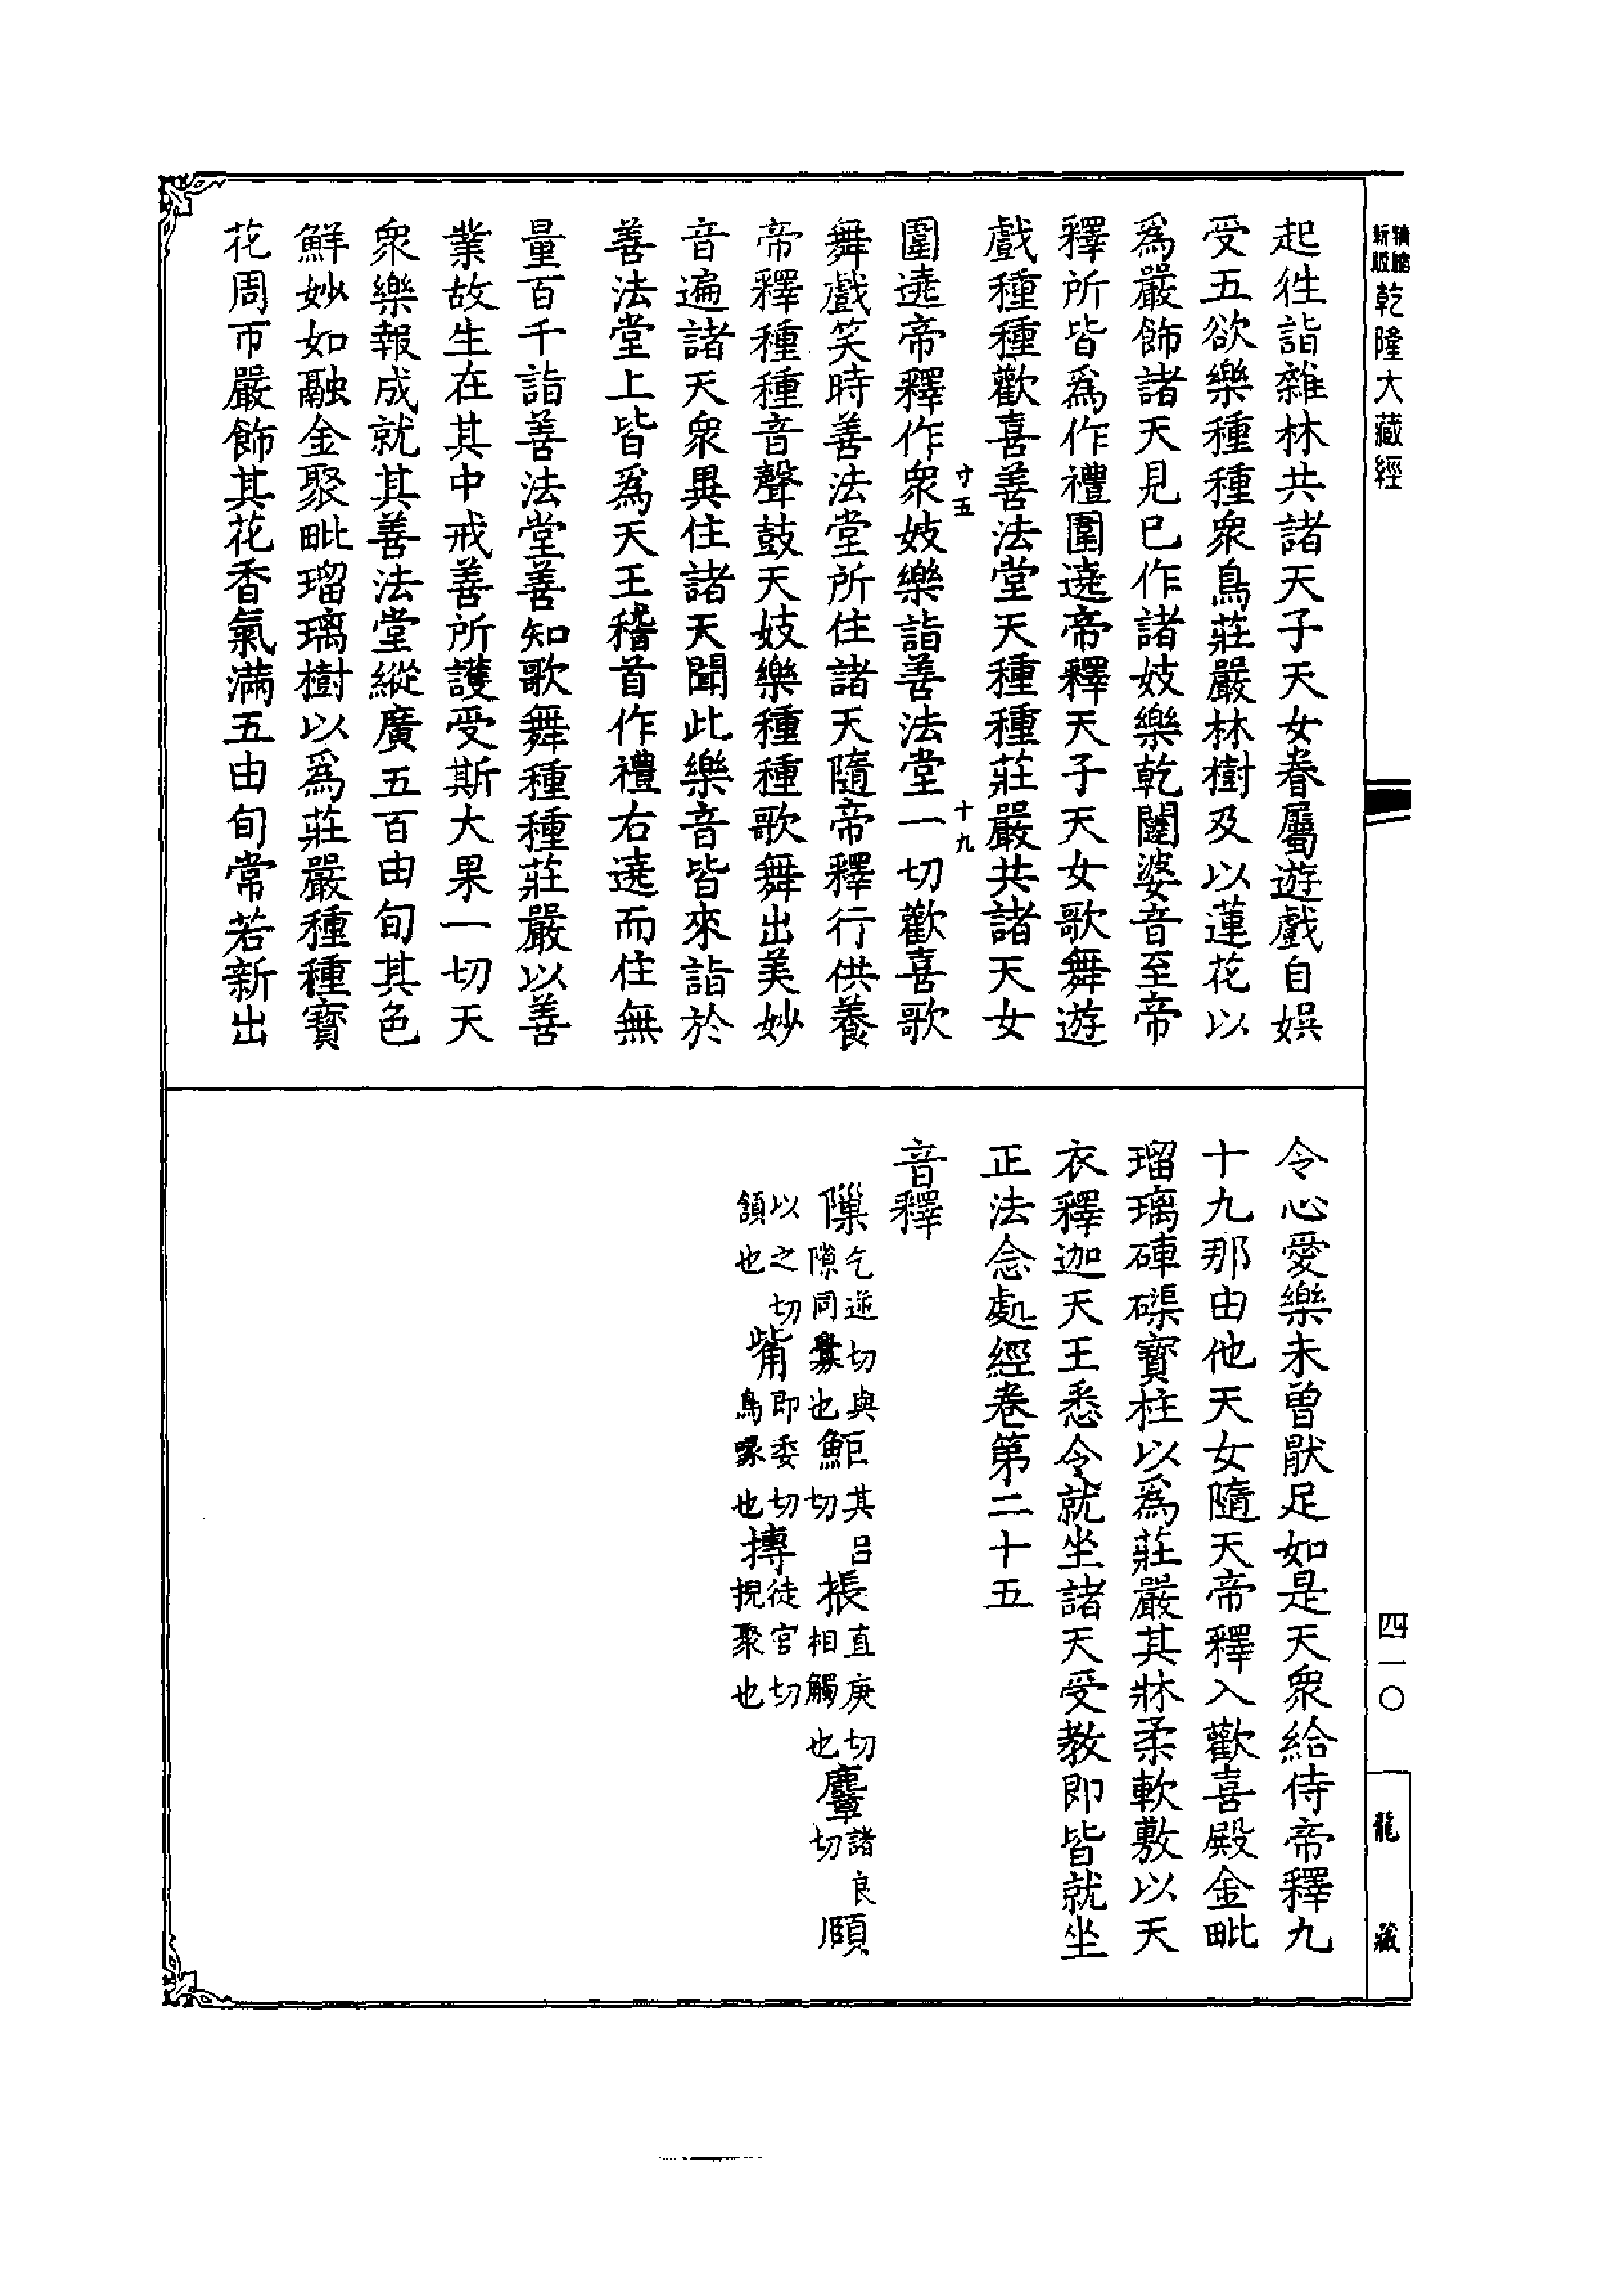 精縮新版乾隆大藏經
起徃詣雜林共諸天子天女眷屬遊戲自娛
受五欲樂種種衆鳥莊嚴林樹及以蓮花以
爲嚴飾諸天見已作諸妓樂乾闥婆音至帝
釋所皆爲作禮圍遶帝釋天子天女歌舞遊
戲種種歡喜善法堂天種種莊嚴共諸天女
寸五
十九
圍遶帝釋作衆妓樂詣善法堂一切歡喜歌
舞戲笑時善法堂所住諸天隨帝釋行供養
帝釋種種音聲鼓天妓樂種種歌舞出美妙
音遍諸天衆異住諸天聞此樂音皆來詣於
善法堂上皆爲天王稽首作禮右遶而住無
量百千詣善法堂善知歌舞種種莊嚴以善
業故生在其中戒善所護受斯大果一切天
衆樂報成就其善法堂縱廣五百由旬其色
鮮妙如融金聚毗瑠璃樹以爲莊嚴種種寶
花周帀嚴飾其花香氣滿五由旬常若新出
令心愛樂未曾猒足如是天衆給侍帝釋九
十九那由他天女隨天帝釋入歡喜殿金毗
瑠璃硨磲寶柱以爲莊嚴其牀柔軟敷以天
衣釋迦天王悉令就坐諸天受教即皆就坐
正法念處經卷第二十五
音釋
𨻶乞逆切與隙同釁也䱟其呂切棖直庚切相觸也麞諸良切頤
以之切頷也觜即委切鳥喙也摶徒官切挩聚也
四一〇
龍藏